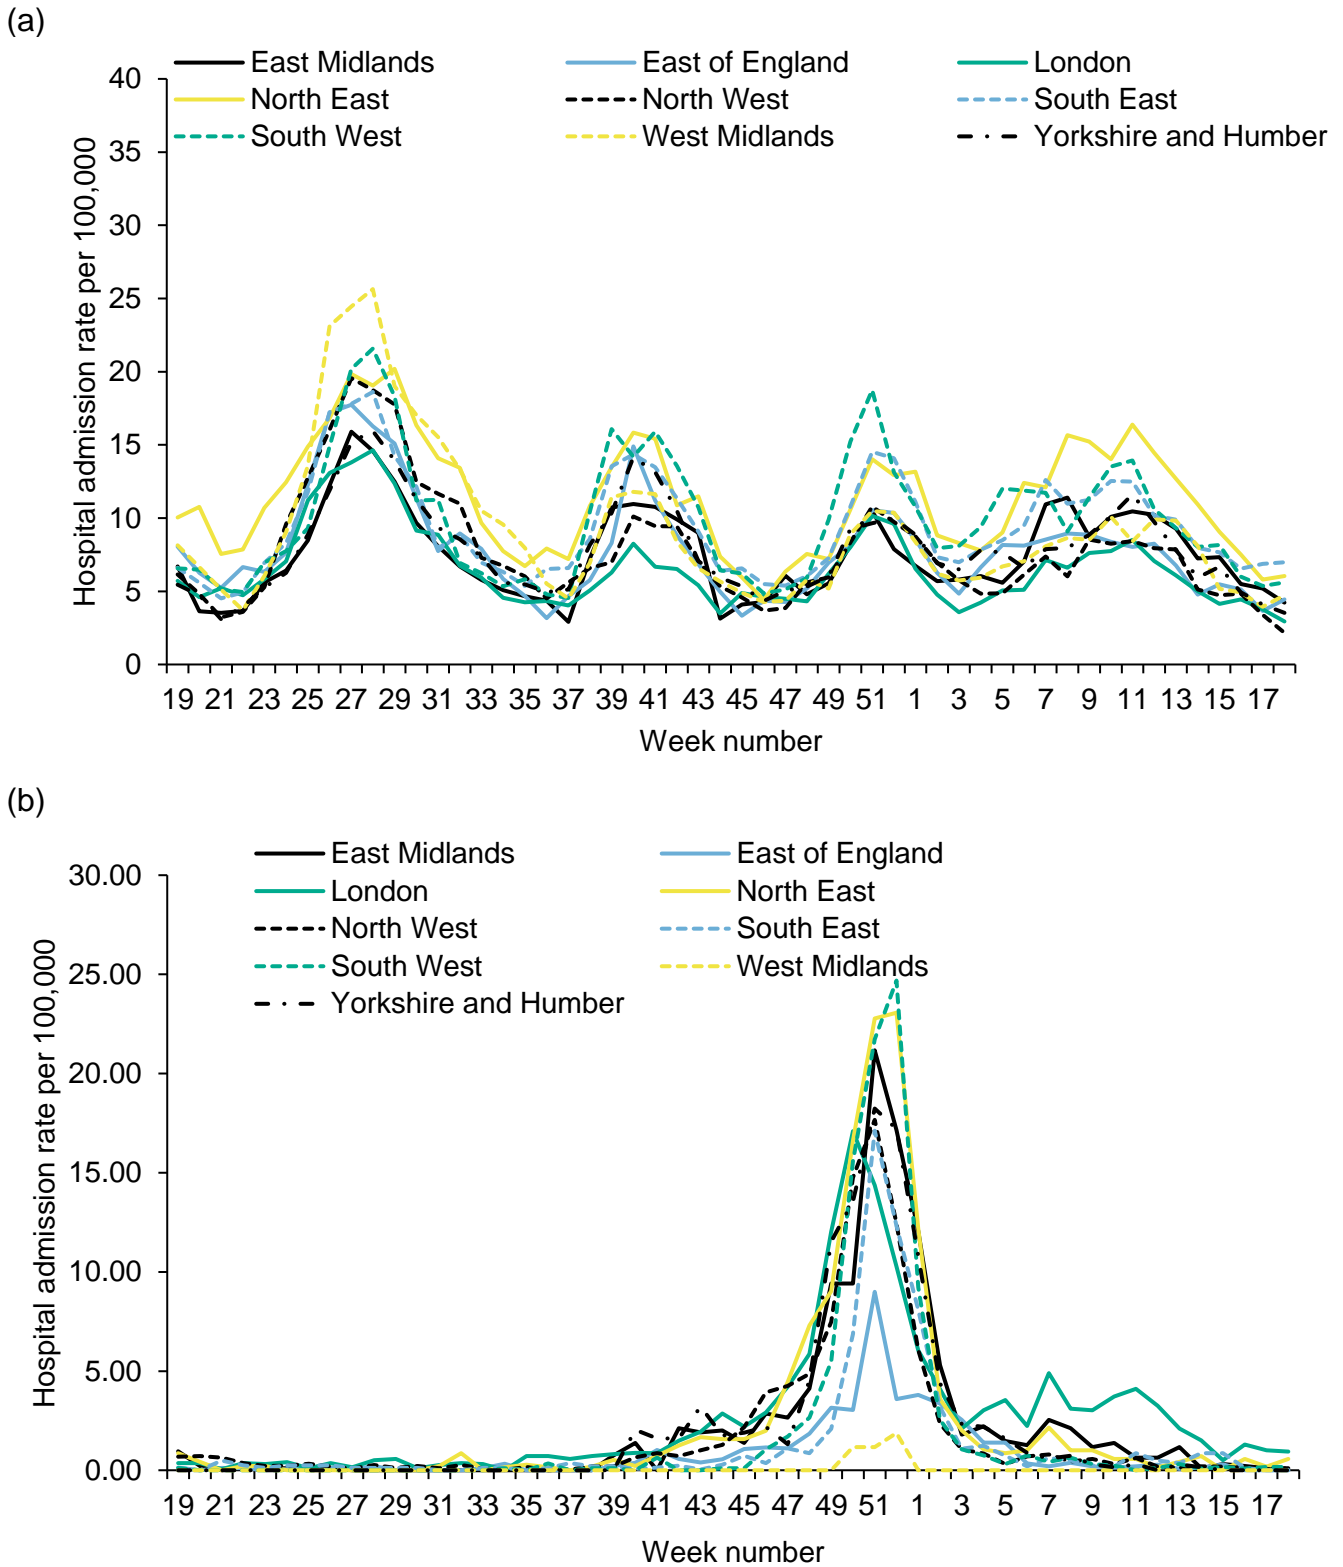 (a)
East Midlands East of England London
North East North West South East
South West West Midlands Yorkshire and Humber
40
35
30
25
20
15
10
5
0
Hospital admission rate per 100,000
19 21 23 25 27 29 31 33 35 37 39 41 43 45 47 49 51 1 3 5 7 9 11 13 15 17
Week number
(b)
East Midlands East of England
London North East
North West South East
South West West Midlands
Yorkshire and Humber
30.00
25.00
20.00
15.00
10.00
5.00
0.00
Hospital admission rate per 100,000
19 21 23 25 27 29 31 33 35 37 39 41 43 45 47 49 51 1 3 5 7 9 11 13 15 17
Week number